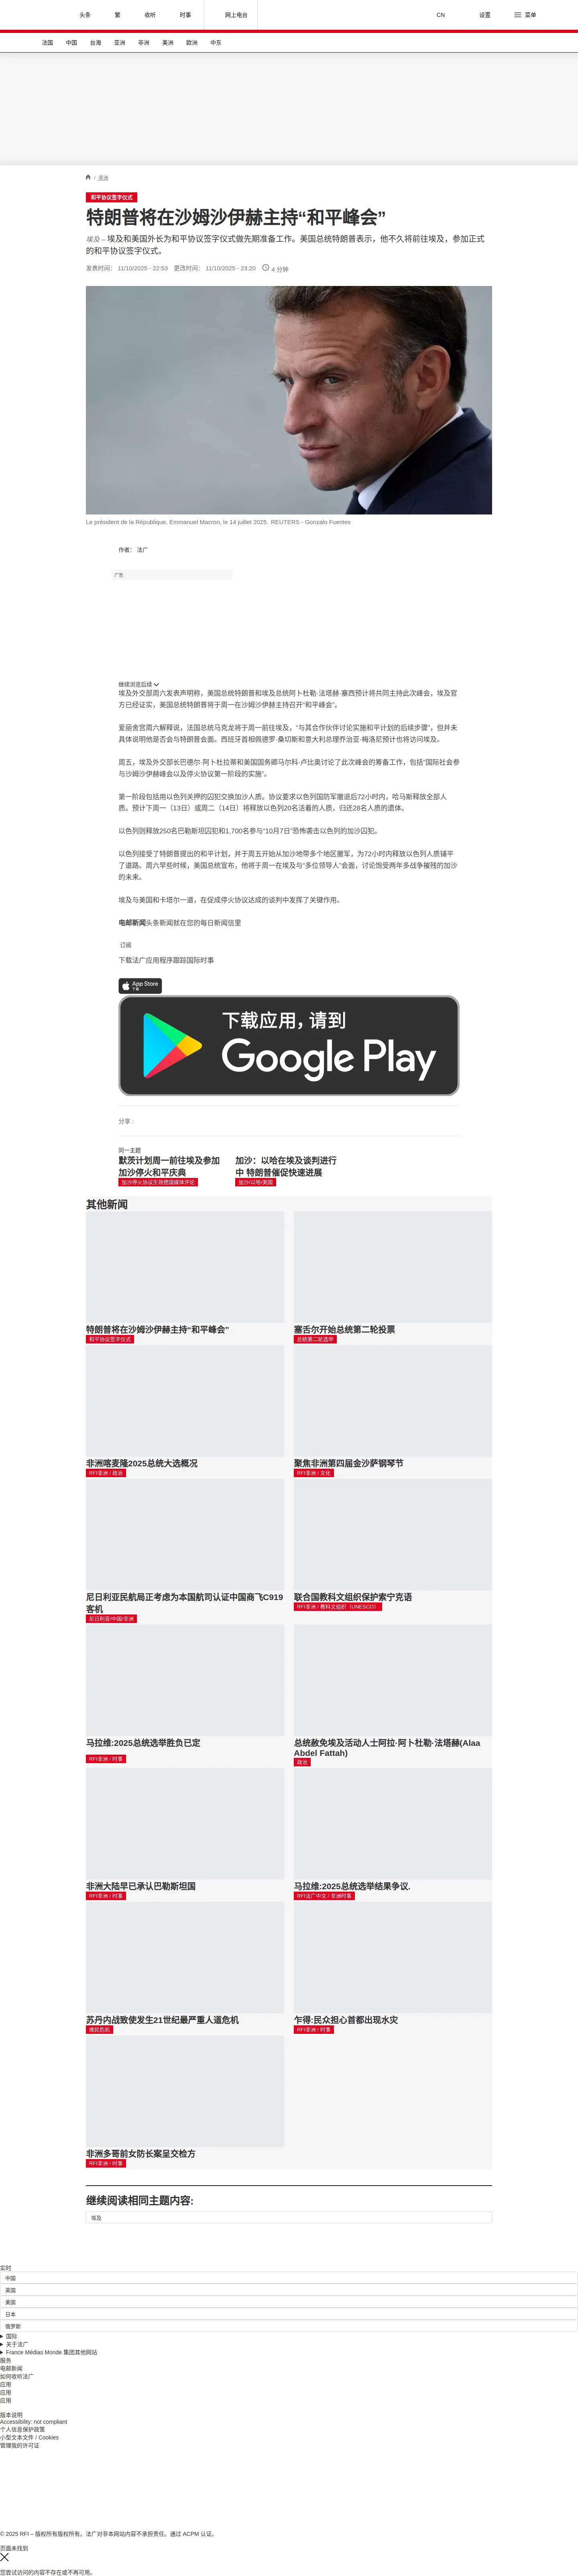 头条
繁
收听
时事
网上电台
CN
设置
菜单
法国
中国
台海
亚洲
非洲
美洲
欧洲
中东
/ 非洲
和平协议签字仪式
特朗普将在沙姆沙伊赫主持“和平峰会”
埃及 – 埃及和美国外长为和平协议签字仪式做先期准备工作。美国总统特朗普表示，他不久将前往埃及，参加正式
的和平协议签字仪式。
发表时间： 11/10/2025 - 22:53 更改时间： 11/10/2025 - 23:20 4 分钟
Le président de la République, Emmanuel Macron, le 14 juillet 2025. REUTERS - Gonzalo Fuentes
作者： 法广
广告
继续浏览后续
埃及外交部周六发表声明称，美国总统特朗普和埃及总统阿卜杜勒·法塔赫·塞西预计将共同主持此次峰会，埃及官
方已经证实，美国总统特朗普将于周一在沙姆沙伊赫主持召开“和平峰会”。
爱丽舍宫周六解释说，法国总统马克龙将于周一前往埃及，“与其合作伙伴讨论实施和平计划的后续步骤”，但并未
具体说明他是否会与特朗普会面。西班牙首相佩德罗·桑切斯和意大利总理乔治亚·梅洛尼预计也将访问埃及。
周五，埃及外交部长巴德尔·阿卜杜拉蒂和美国国务卿马尔科·卢比奥讨论了此次峰会的筹备工作，包括“国际社会参
与沙姆沙伊赫峰会以及停火协议第一阶段的实施”。
第一阶段包括用以色列关押的囚犯交换加沙人质。协议要求以色列国防军撤退后72小时内，哈马斯释放全部人
质。预计下周一（13日）或周二（14日）将释放以色列20名活着的人质，归还28名人质的遗体。
以色列则释放250名巴勒斯坦囚犯和1,700名参与“10月7日”恐怖袭击以色列的加沙囚犯。
以色列接受了特朗普提出的和平计划，并于周五开始从加沙地带多个地区撤军，为72小时内释放以色列人质铺平
了道路。周六早些时候，美国总统宣布，他将于周一在埃及与“多位领导人”会面，讨论饱受两年多战争摧残的加沙
的未来。
埃及与美国和卡塔尔一道，在促成停火协议达成的谈判中发挥了关键作用。
电邮新闻头条新闻就在您的每日新闻信里
订阅
下载法广应用程序跟踪国际时事
App Store
下载
下载应用，请到
Google Play
分享 :
同一主题
默茨计划周一前往埃及参加
加沙停火和平庆典
加沙停火协议生效德国媒体评论
加沙：以哈在埃及谈判进行
中 特朗普催促快速进展
加沙/以哈/美国
其他新闻
特朗普将在沙姆沙伊赫主持“和平峰会”
和平协议签字仪式
塞舌尔开始总统第二轮投票
总统第二轮选举
非洲喀麦隆2025总统大选概况
RFI非洲 / 政治
聚焦非洲第四届金沙萨钢琴节
RFI非洲 / 文化
尼日利亚民航局正考虑为本国航司认证中国商飞C919
客机
尼日利亚/中国/非洲
联合国教科文组织保护索宁克语
RFI非洲 / 教科文组织（UNESCO）
马拉维:2025总统选举胜负已定
RFI非洲 / 时事
总统赦免埃及活动人士阿拉·阿卜杜勒·法塔赫(Alaa
Abdel Fattah)
政治
非洲大陆早已承认巴勒斯坦国
RFI非洲 / 时事
马拉维:2025总统选举结果争议.
RFI法广中文 / 非洲时事
苏丹内战致使发生21世纪最严重人道危机
难民危机
乍得:民众担心首都出现水灾
RFI非洲 / 时事
非洲多哥前女防长案呈交检方
RFI非洲 / 时事
继续阅读相同主题内容:
埃及
实时
中国
英国
美国
日本
俄罗斯
国际
关于法广
France Médias Monde 集团其他网站
服务
电邮新闻
如何收听法广
应用
应用
应用
版本说明
Accessibility: not compliant
个人信息保护政策
小型文本文件 / Cookies
管理我的许可证
© 2025 RFI – 版权所有版权所有。法广对非本网站内容不承担责任。通过 ACPM 认证。
页面未找到
您尝试访问的内容不存在或不再可用。